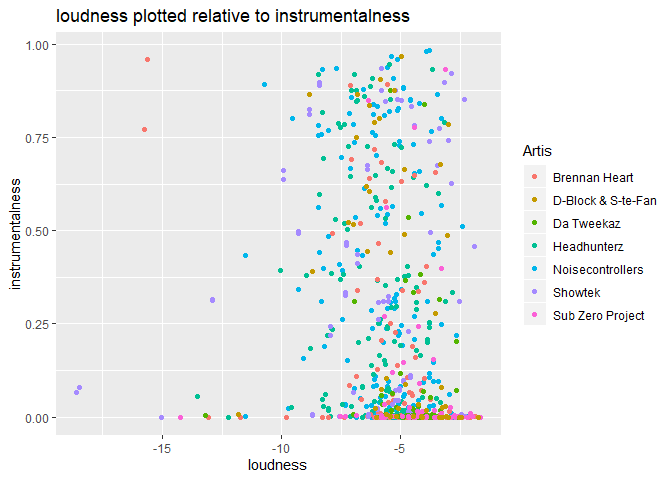 loudness plotted relative to instrumentalness
1.00
0.75
0.50
0.25
0.00
instrumentalness
-15
-10
-5
loudness
Artis
Brennan Heart
D-Block & S-te-Fan
Da Tweekaz
Headhunterz
Noisecontrollers
Showtek
Sub Zero Project